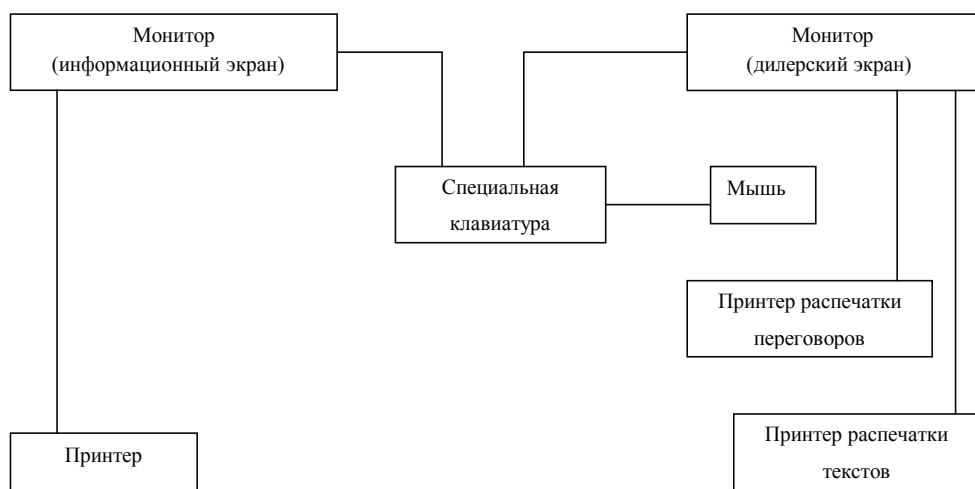 Монитор
(информационный экран)
Монитор
(дилерский экран)
Специальная
клавиатура
Мышь
Принтер распечатки
переговоров
Принтер
Принтер распечатки
текстов